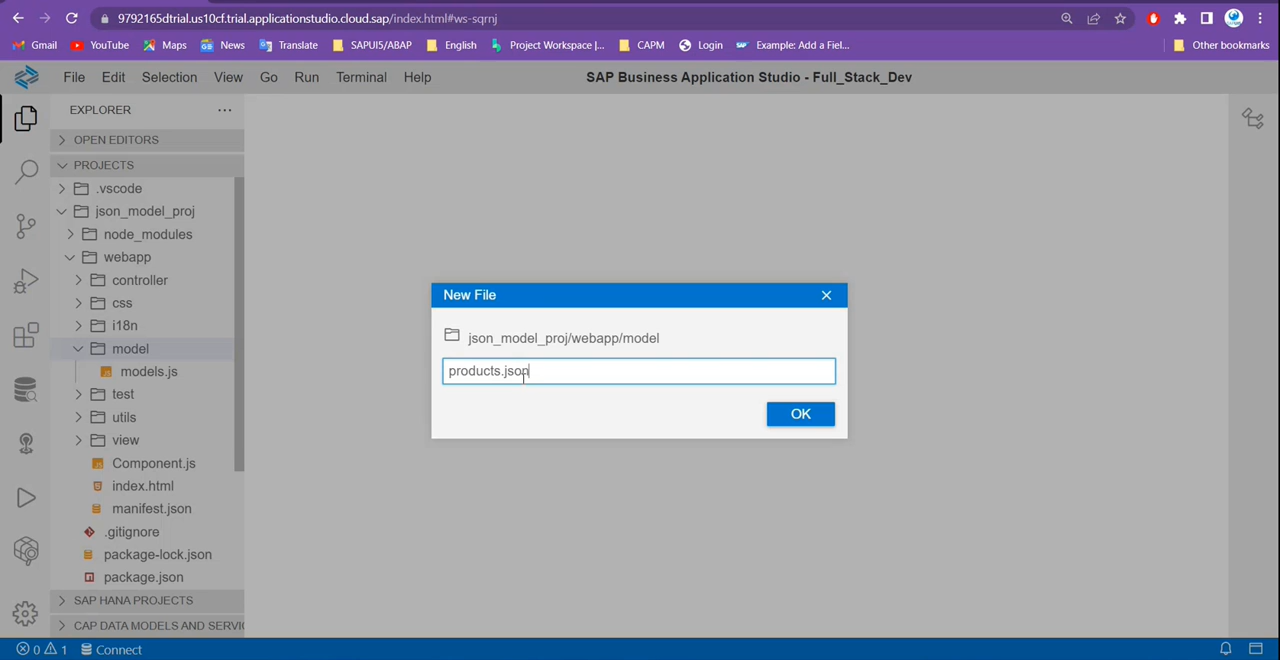 9792165dtrial.us10cf.trial.applicationstudio.cloud.sap/index.html#ws-sqrnj
Gmail YouTube Maps News Translate SAPUI5/ABAP English Project Workspace |... CAPM Login Example: Add a Fiel... Other bookmarks
File Edit Selection View Go Run Terminal Help SAP Business Application Studio - Full_Stack_Dev
EXPLORER ...
OPEN EDITORS
PROJECTS
.vscode
json_model_proj
node_modules
webapp
controller
css
i18n
model
models.js
test
utils
view
Component.js
index.html
manifest.json
.gitignore
package-lock.json
package.json
SAP HANA PROJECTS
CAP DATA MODELS AND SERVI
New File
json_model_proj/webapp/model
products.json
OK
0 1 Connect